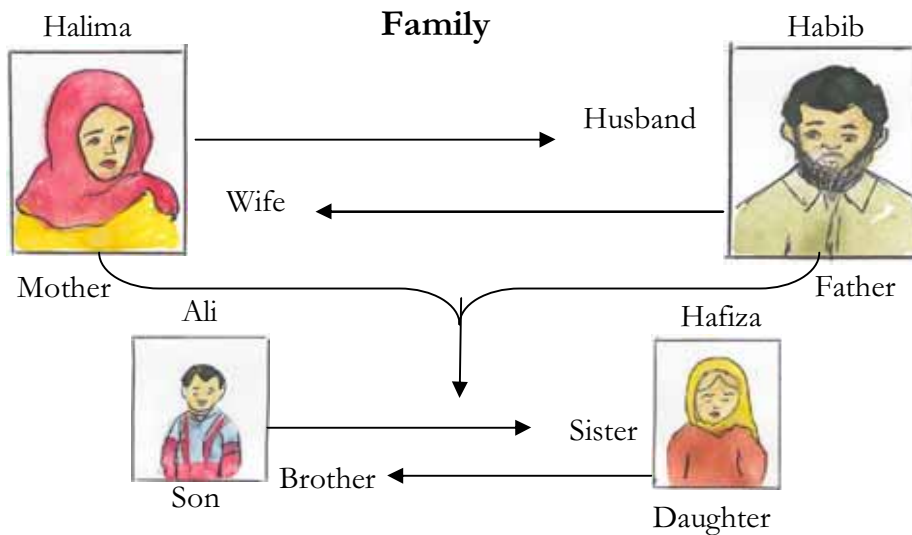 Family
Halima
Habib
Husband
Wife
Mother
Father
Ali
Hafiza
Sister
Brother
Son
Daughter